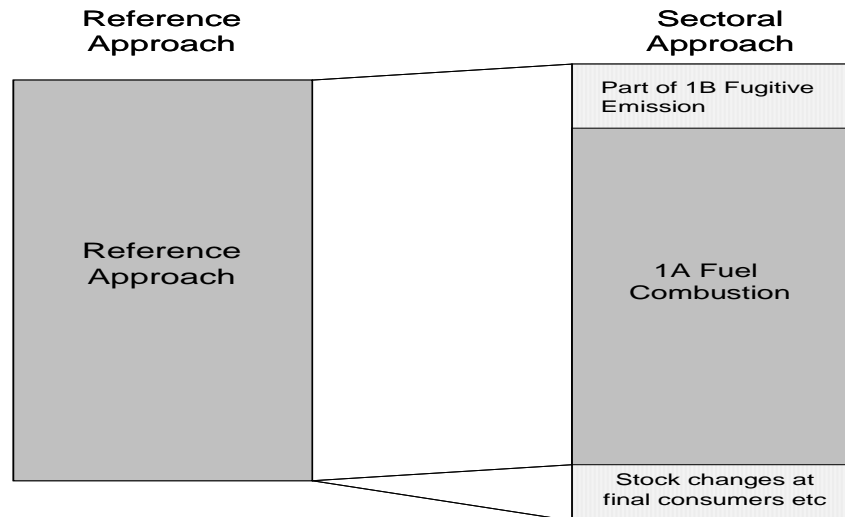 Reference
Approach
Sectoral
Approach
Part of 1B Fugitive
Emission
Reference
Approach
1A Fuel
Combustion
Stock changes at
final consumers etc